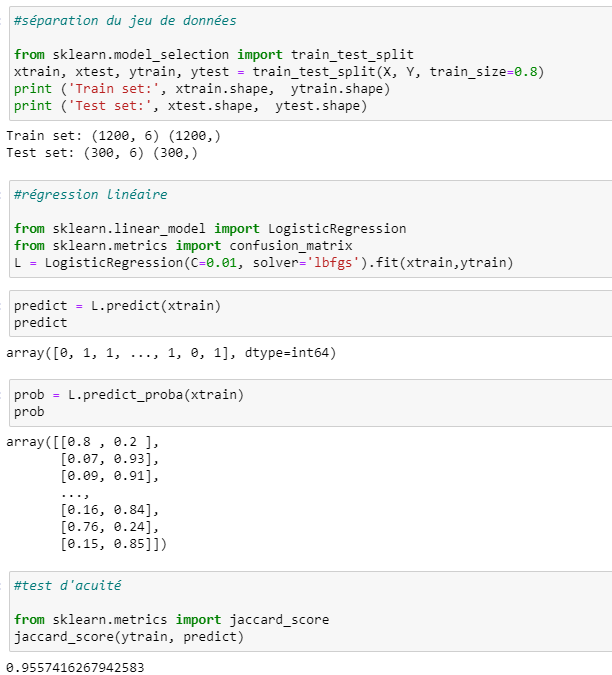 #séparation du jeu de données
from sklearn.model_selection import train_test_split
xtrain, xtest, ytrain, ytest = train_test_split(X, Y, train_size=0.8)
print ('Train set:', xtrain.shape,  ytrain.shape)
print ('Test set:', xtest.shape,  ytest.shape)
Train set: (1200, 6) (1200,)
Test set: (300, 6) (300,)
#régression linéaire
from sklearn.linear_model import LogisticRegression
from sklearn.metrics import confusion_matrix
L = LogisticRegression(C=0.01, solver='lbfgs').fit(xtrain,ytrain)
predict = L.predict(xtrain)
predict
array([0, 1, 1, ..., 1, 0, 1], dtype=int64)
prob = L.predict_proba(xtrain)
prob
array([[0.8 , 0.2 ],
       [0.07, 0.93],
       [0.09, 0.91],
       ...,
       [0.16, 0.84],
       [0.76, 0.24],
       [0.15, 0.85]])
#test d'acuité
from sklearn.metrics import jaccard_score
jaccard_score(ytrain, predict)
0.9557416267942583